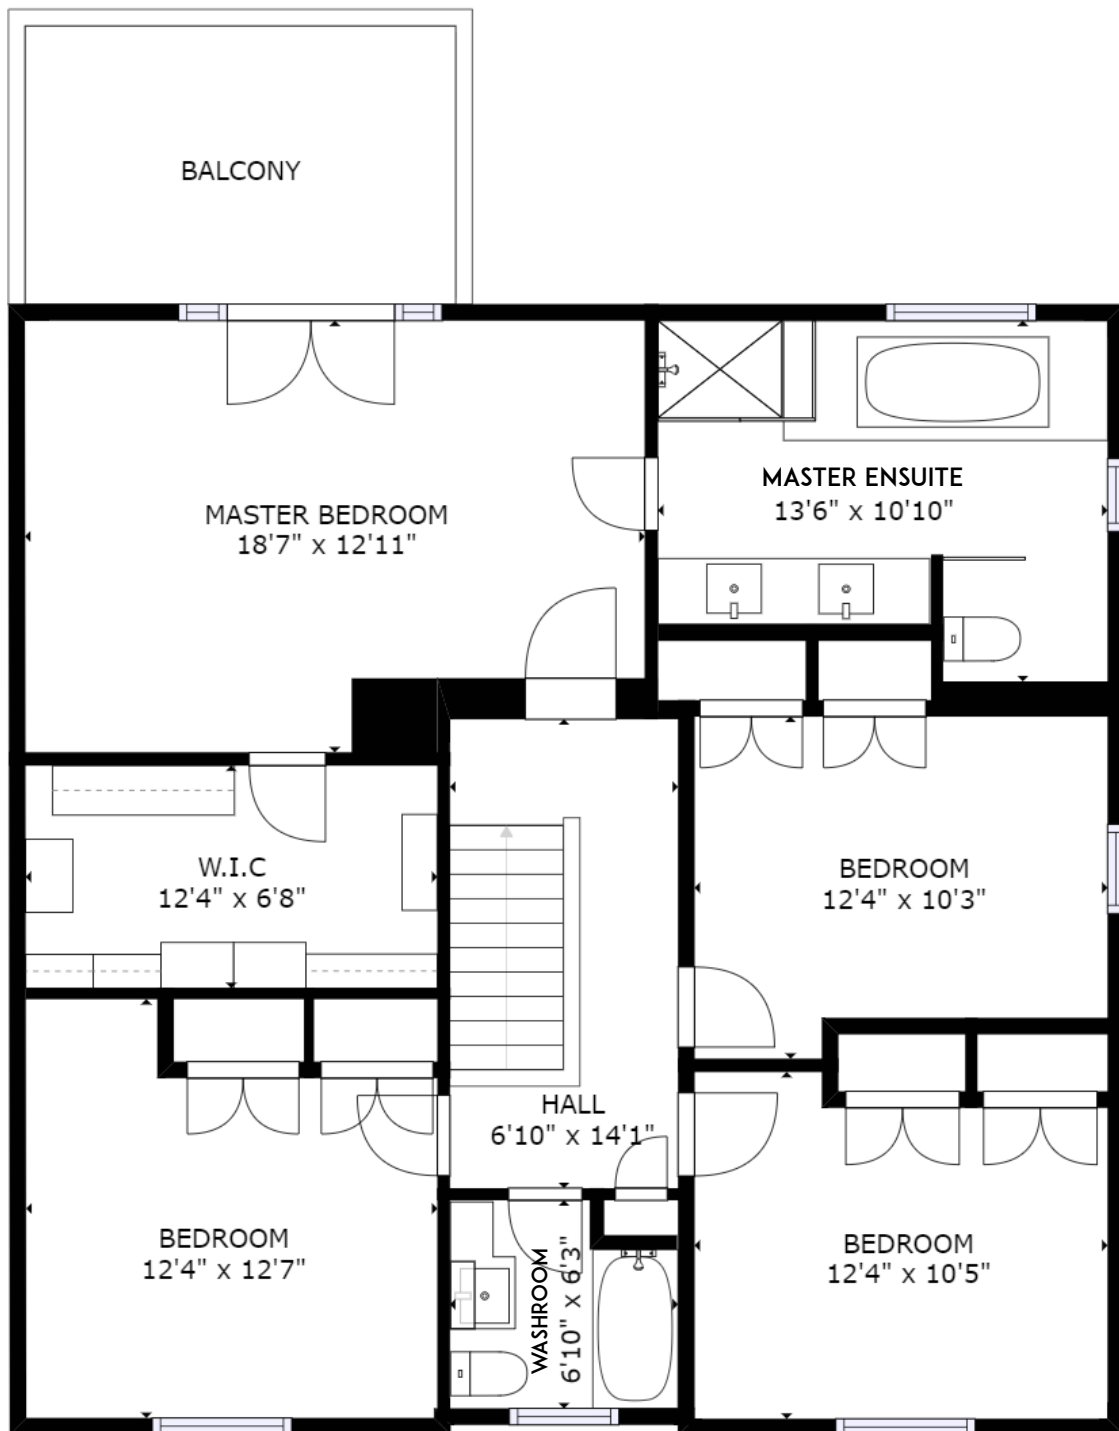 BALCONY
MASTER BEDROOM
18'7" x 12'11"
MASTER ENSUITE
13'6" x 10'10"
W.I.C
12'4" x 6'8"
BEDROOM
12'4" x 10'3"
HALL
6'10" x 14'1"
BEDROOM
12'4" x 12'7"
WASHROOM
6'10" x 6'3"
BEDROOM
12'4" x 10'5"